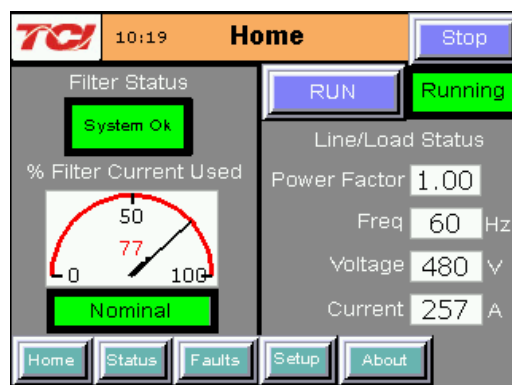 TCI 10:19 Home Stop
Filter Status
System Ok
% Filter Current Used
50
77
0 100
Nominal
RUN Running
Line/Load Status
Power Factor 1.00
Freq 60 Hz
Voltage 480 V
Current 257 A
Home Status Faults Setup About